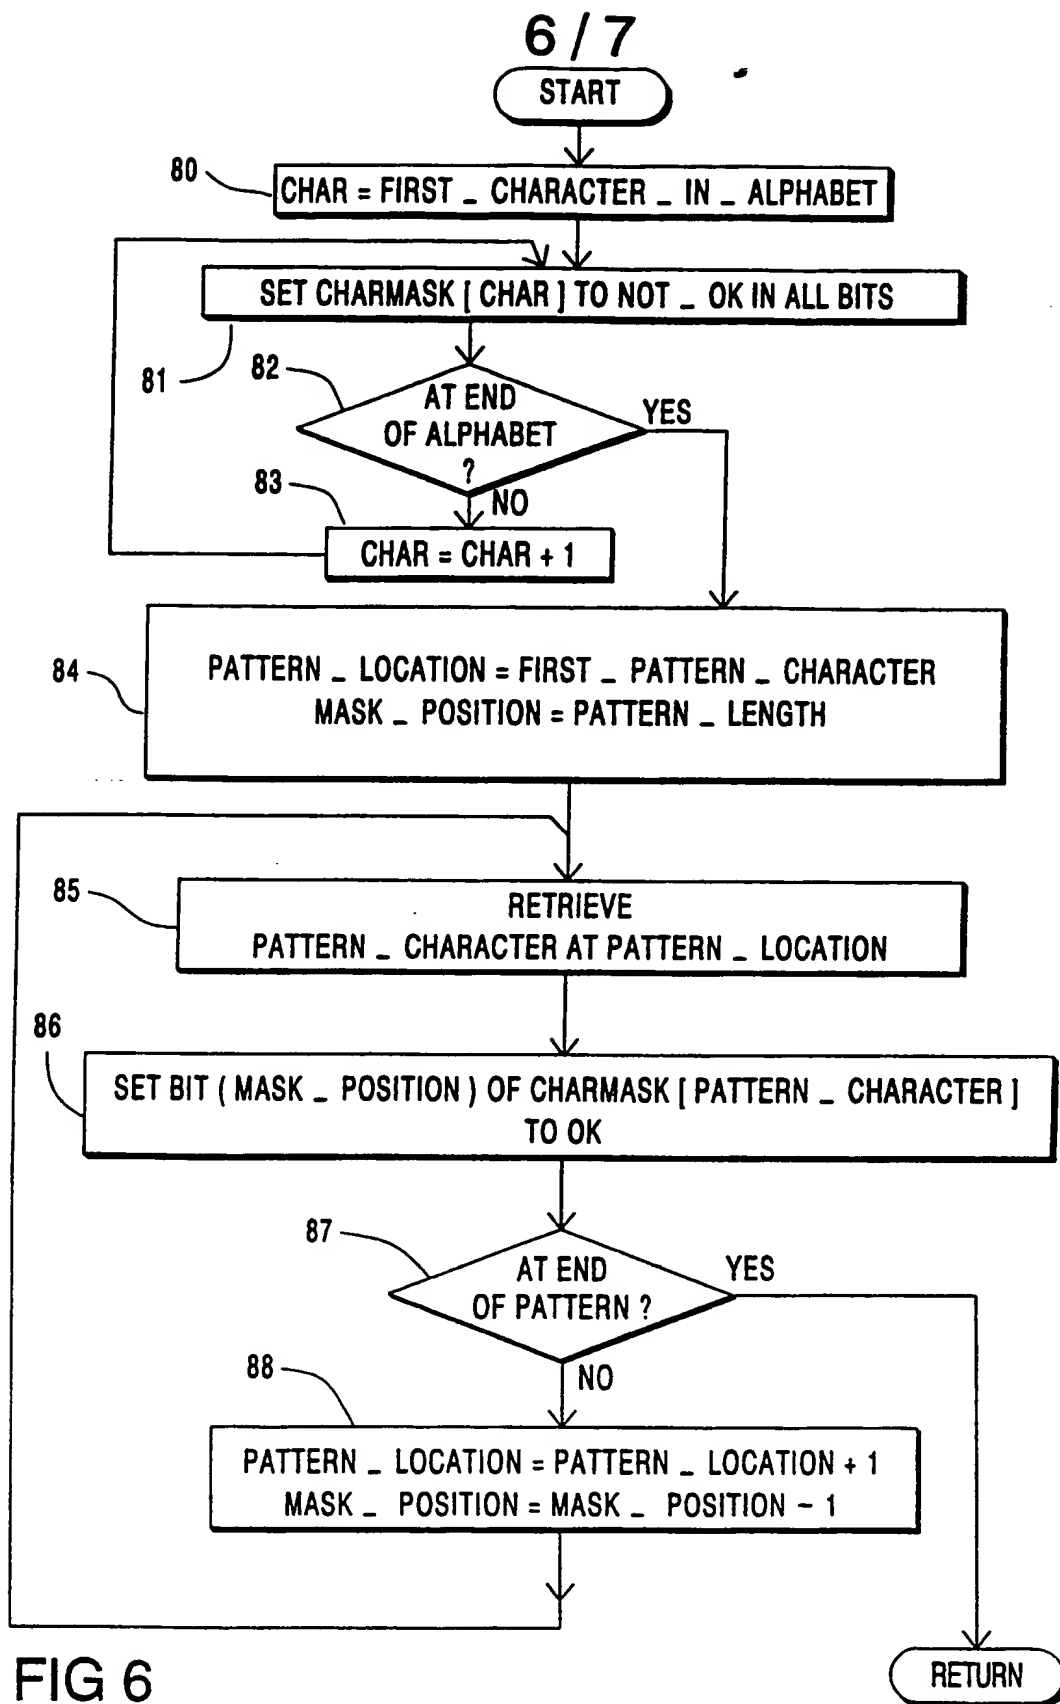 6 / 7
START
80
CHAR = FIRST _ CHARACTER _ IN _ ALPHABET
SET CHARMASK [ CHAR ] TO NOT _ OK IN ALL BITS
81
82
AT END
OF ALPHABET
?
YES
83
NO
CHAR = CHAR + 1
84
PATTERN _ LOCATION = FIRST _ PATTERN _ CHARACTER
MASK _ POSITION = PATTERN _ LENGTH
85
RETRIEVE
PATTERN _ CHARACTER AT PATTERN _ LOCATION
86
SET BIT ( MASK _ POSITION ) OF CHARMASK [ PATTERN _ CHARACTER ]
TO OK
87
AT END
OF PATTERN ?
YES
88
NO
PATTERN _ LOCATION = PATTERN _ LOCATION + 1
MASK _ POSITION = MASK _ POSITION - 1
FIG 6
RETURN